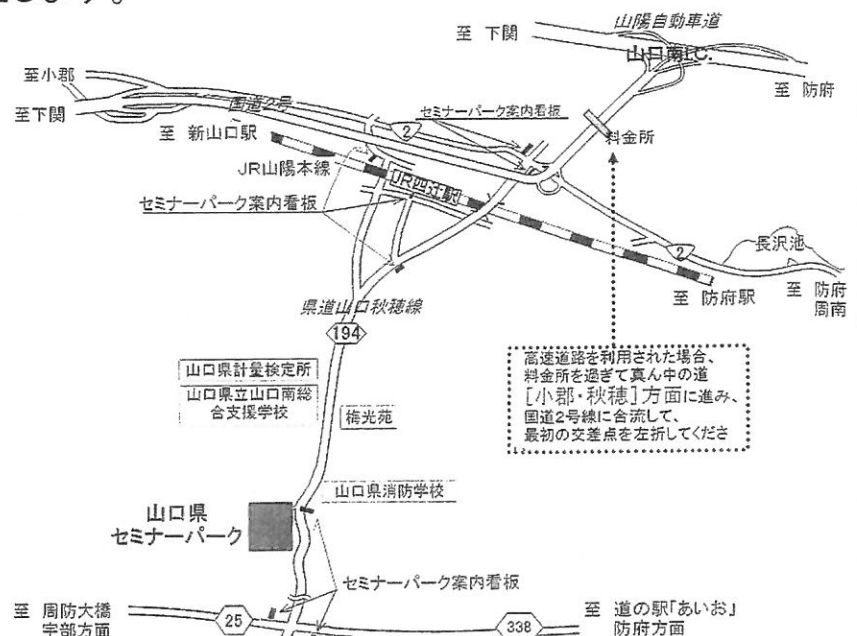 します。
山陽自動車道
至 下関
山口南I.C.
至小郡
至 防府
至下関
国道2号
セミナーパーク案内看板
2
至 新山口駅
料金所
JR山陽本線
JR四辻駅
セミナーパーク案内看板
長沢池
2
至 防府駅
至 防府
周南
県道山口秋穂線
194
高速道路を利用された場合、
料金所を過ぎて真ん中の道
[小郡・秋穂]方面に進み、
国道2号線に合流して、
最初の交差点を左折してくださ
山口県計量検定所
山口県立山口南総
合支援学校
梅光苑
山口県消防学校
山口県
セミナーパーク
セミナーパーク案内看板
至 周防大橋
宇部方面
25
338
至 道の駅「あいお」
防府方面